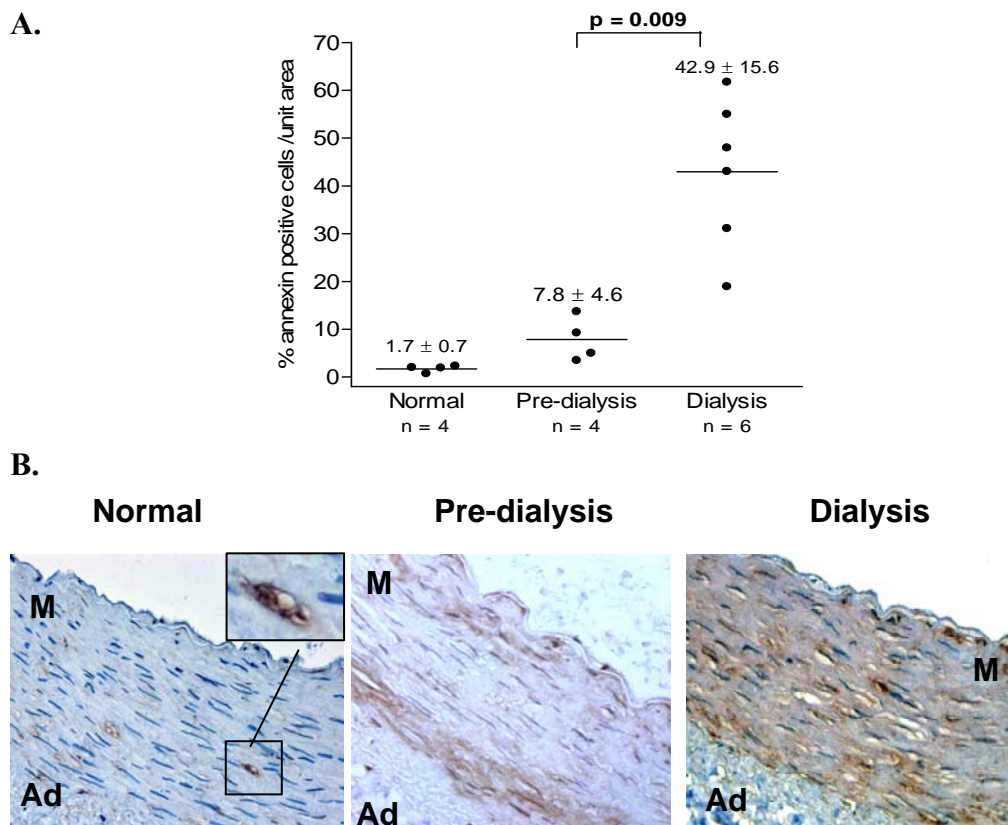 A.
p = 0.009
% annexin positive cells /unit area
70
60
50
40
30
20
10
0
42.9 ± 15.6
7.8 ± 4.6
1.7 ± 0.7
Normal Pre-dialysis Dialysis
n = 4 n = 4 n = 6
B.
Normal Pre-dialysis Dialysis
M M M
Ad Ad Ad